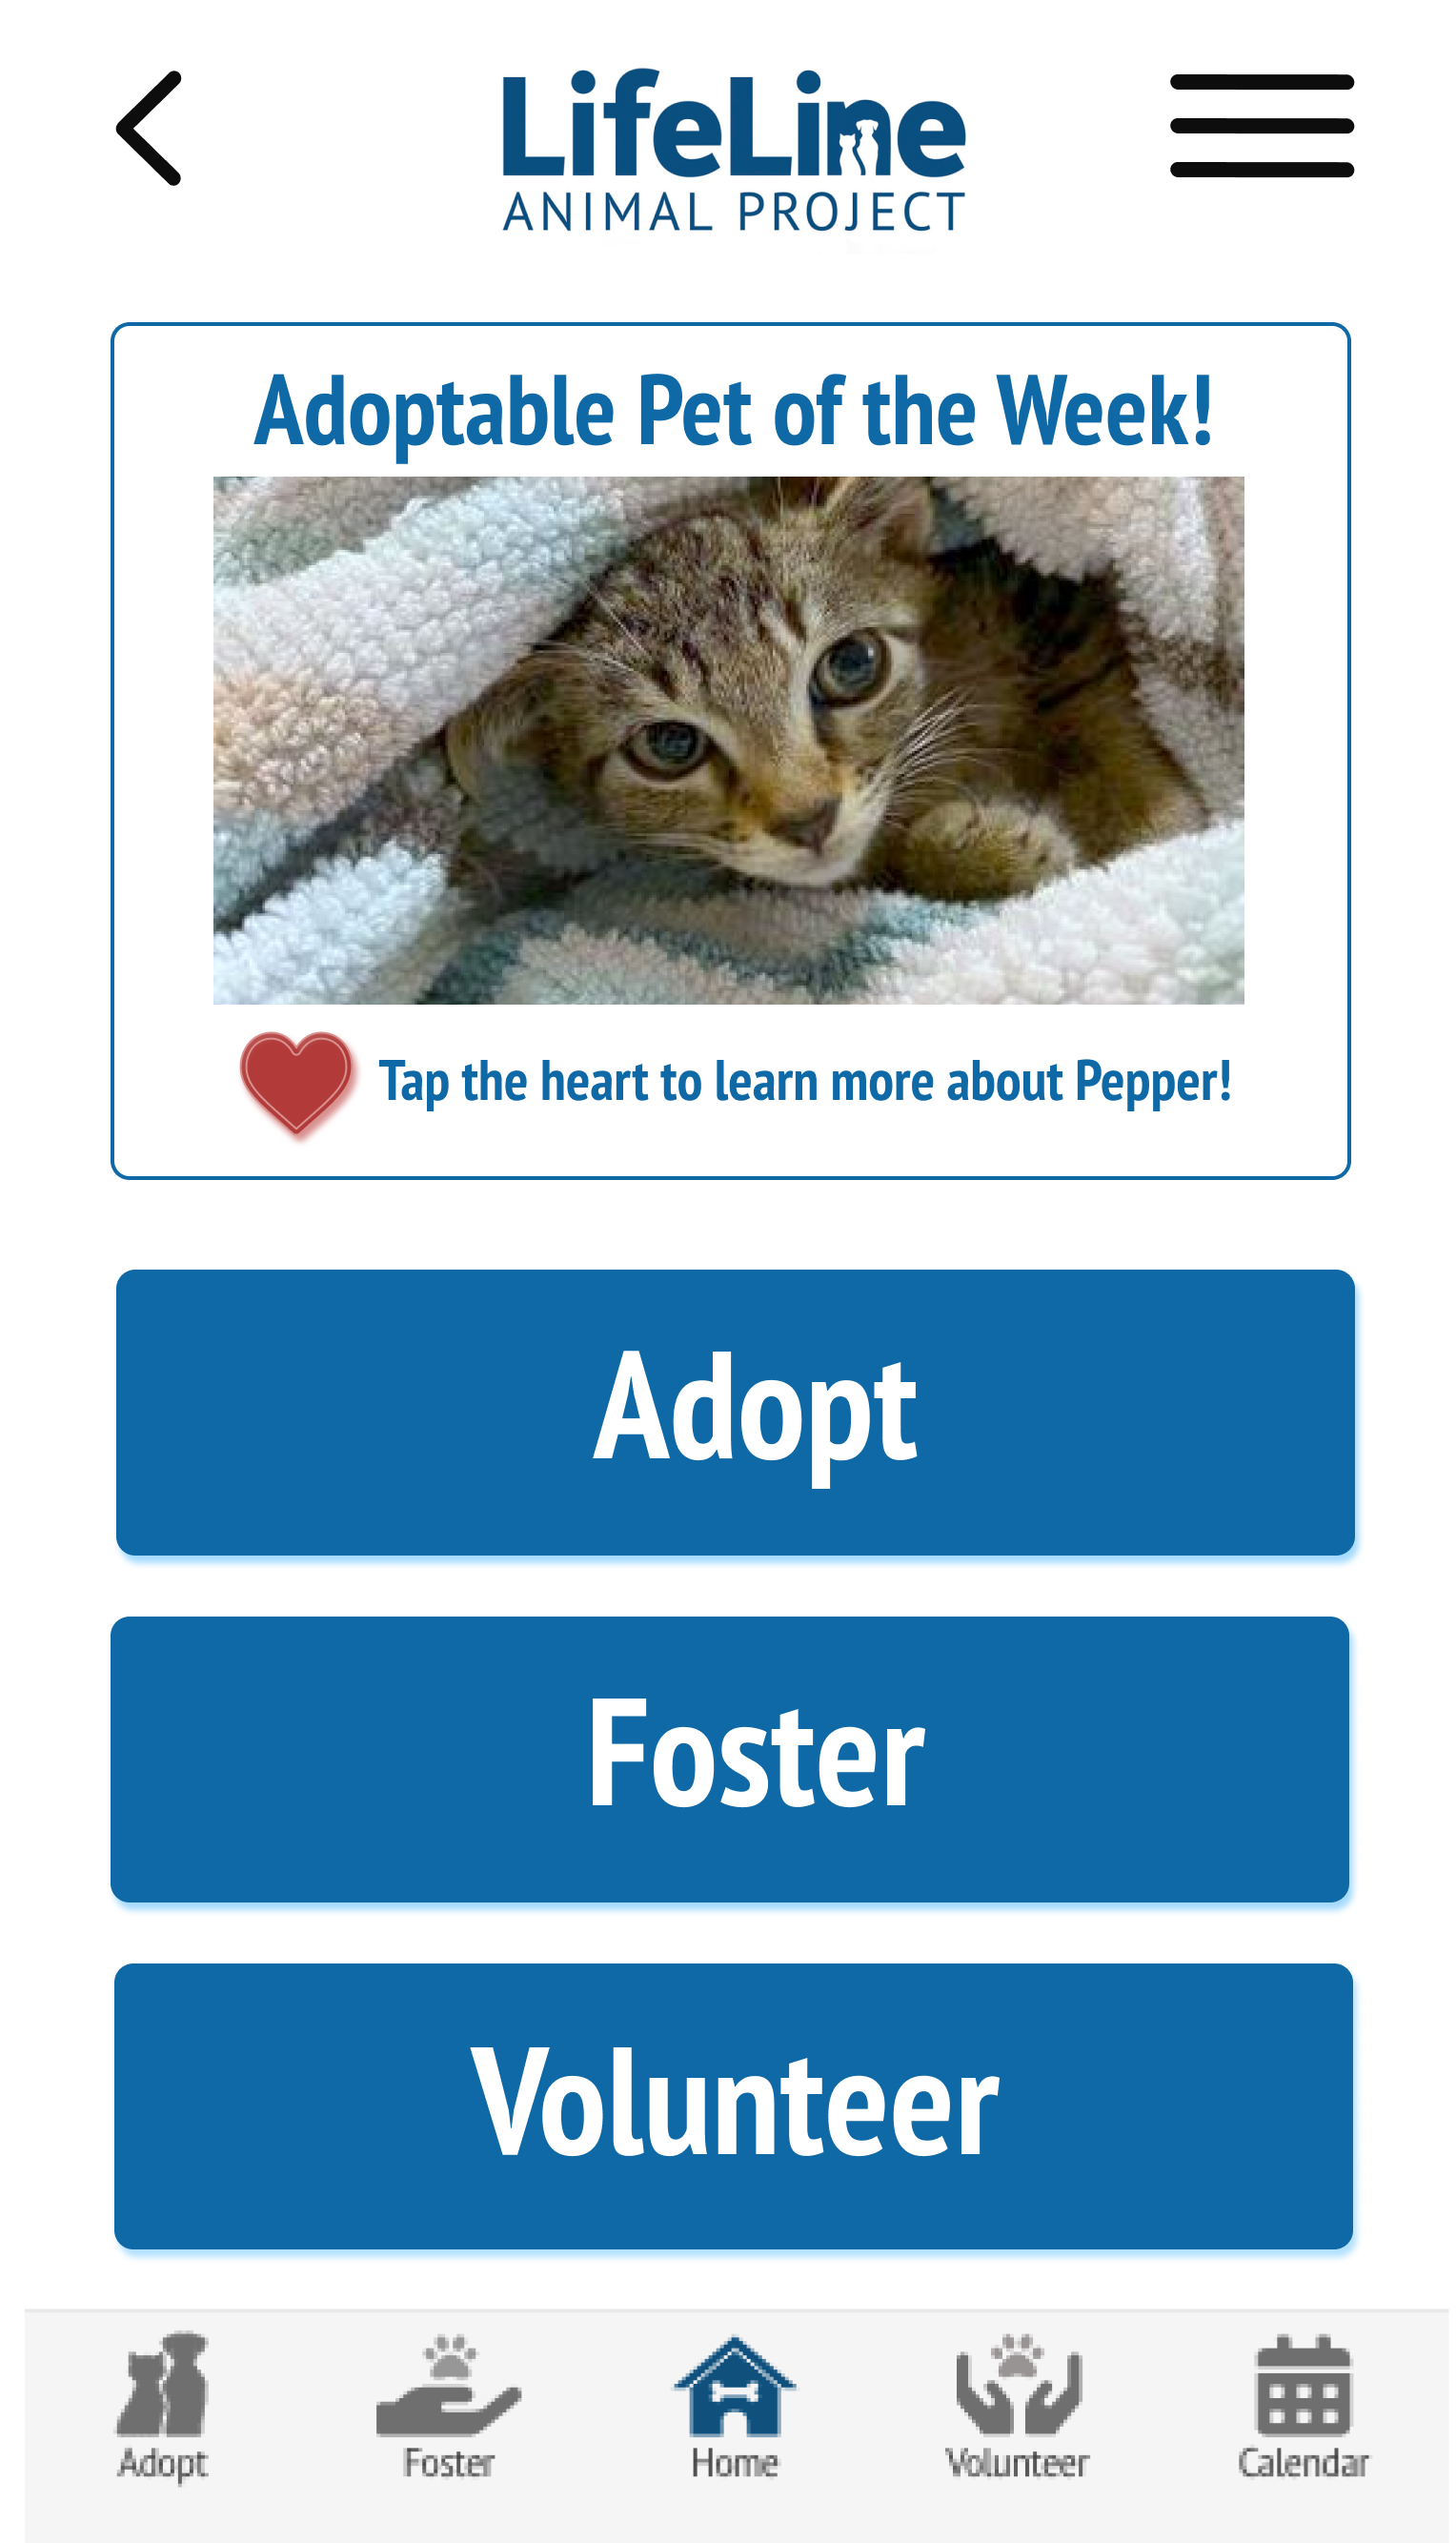 LifeLine
ANIMAL PROJECT
Adoptable Pet of the Week!
Tap the heart to learn more about Pepper!
Adopt
Foster
Volunteer
Adopt Foster Home Volunteer Calendar